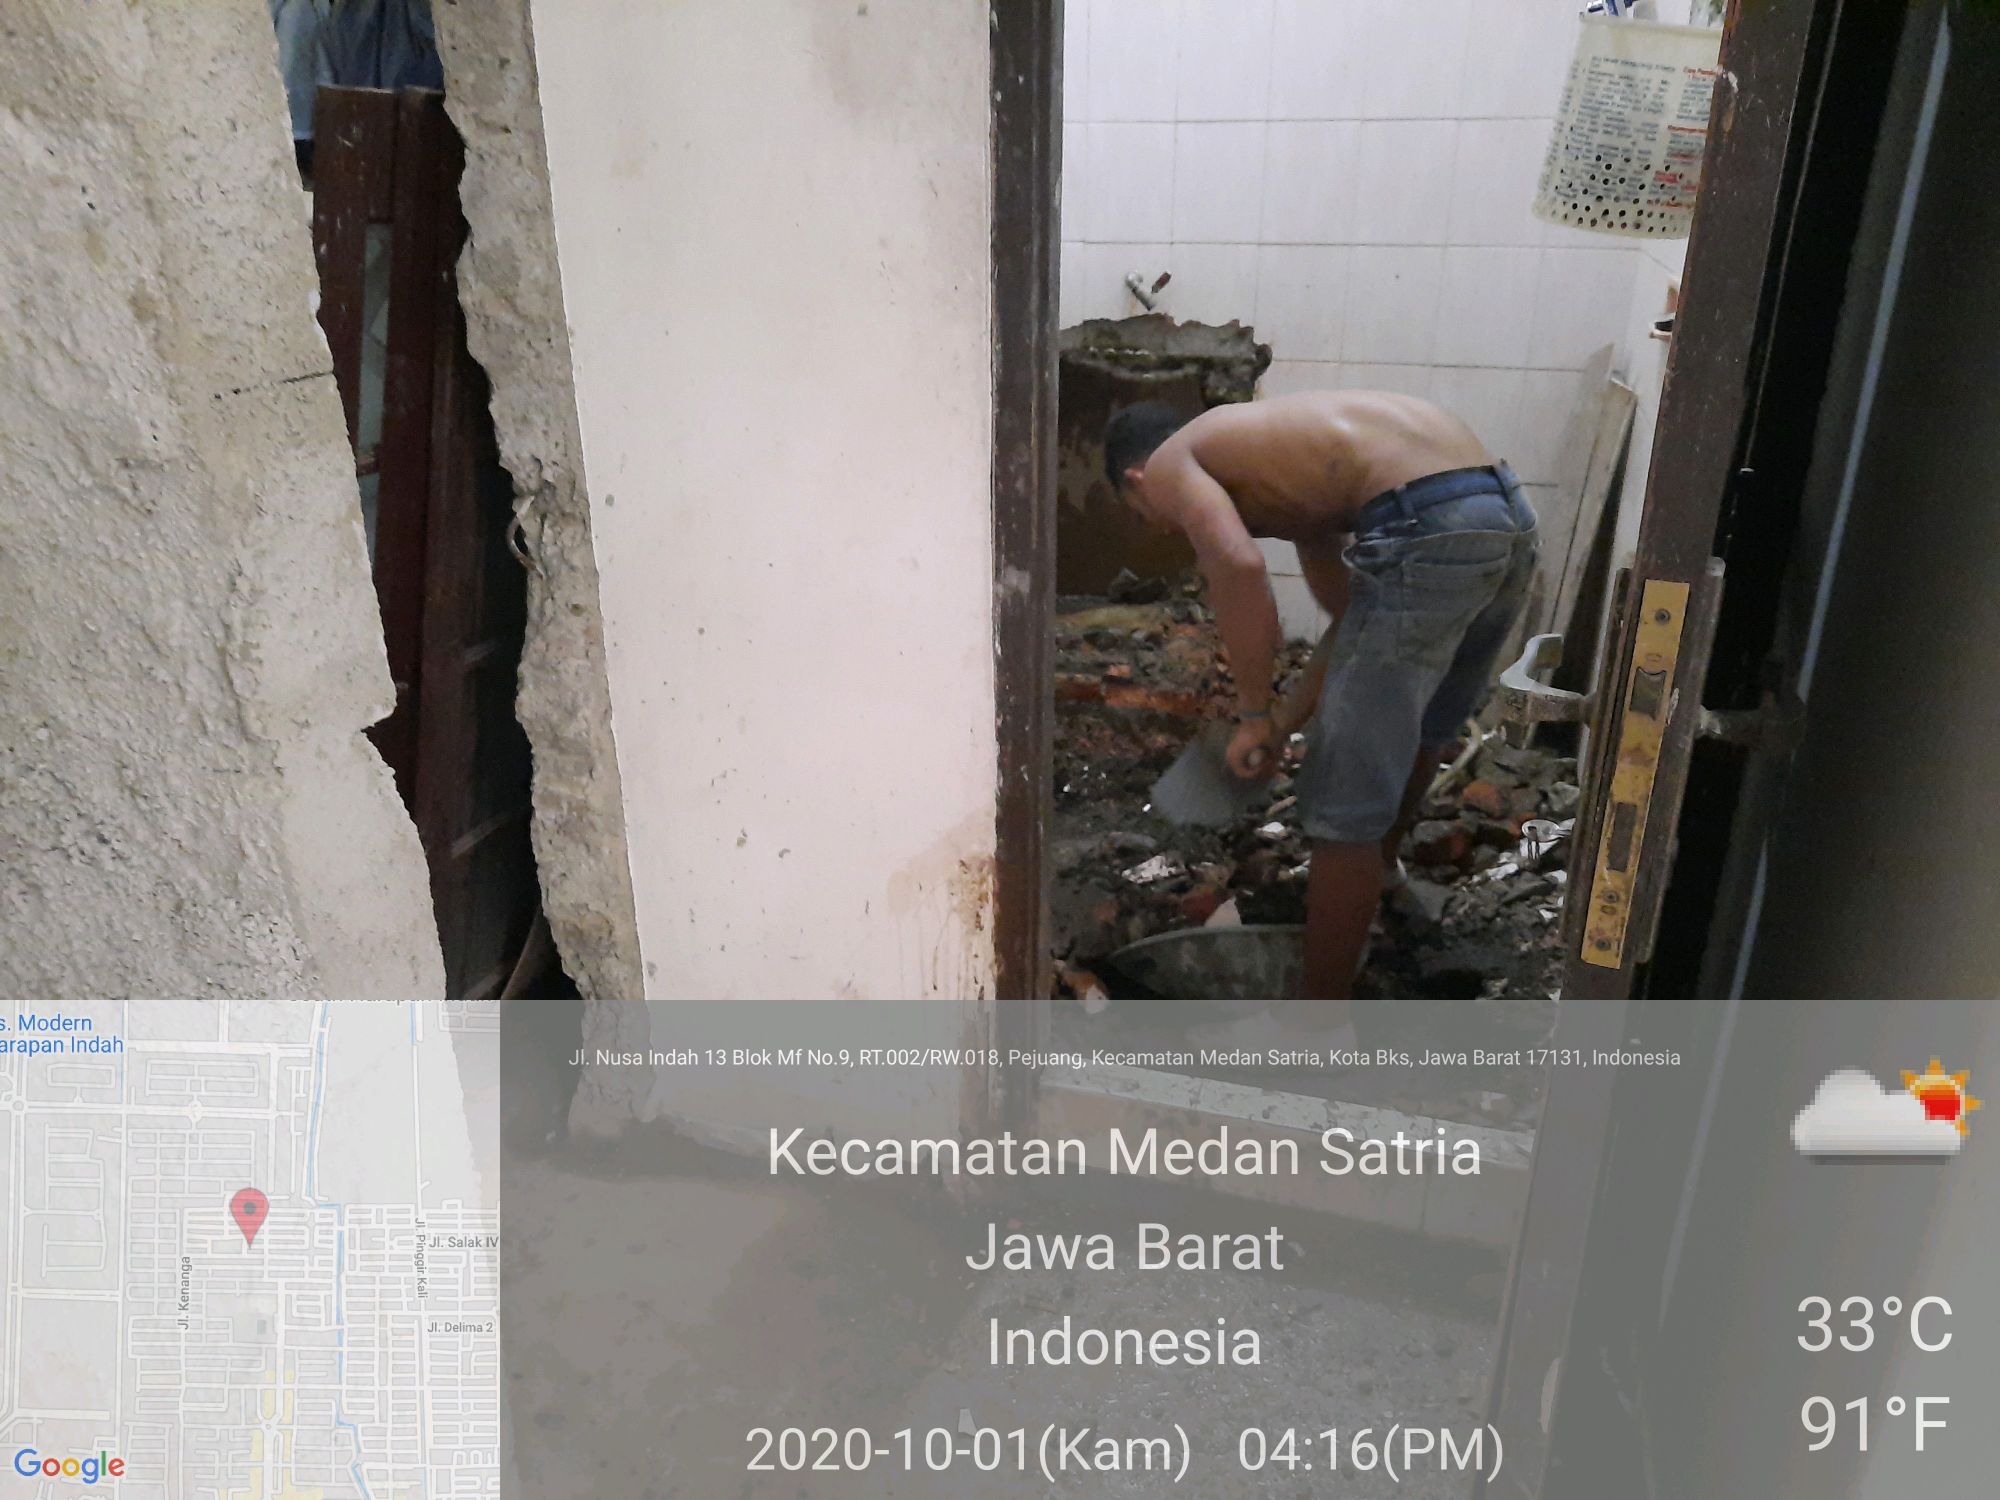 s. Modern
arapan Indah
Jl. Kenanga
Jl. Pinggir Kali
Jl. Salak IV
Jl. Delima 2
Google
Jl. Nusa Indah 13 Blok Mf No.9, RT.002/RW.018, Pejuang, Kecamatan Medan Satria, Kota Bks, Jawa Barat 17131, Indonesia
Kecamatan Medan Satria
Jawa Barat
Indonesia
2020-10-01(Kam) 04:16(PM)
33°C
91°F